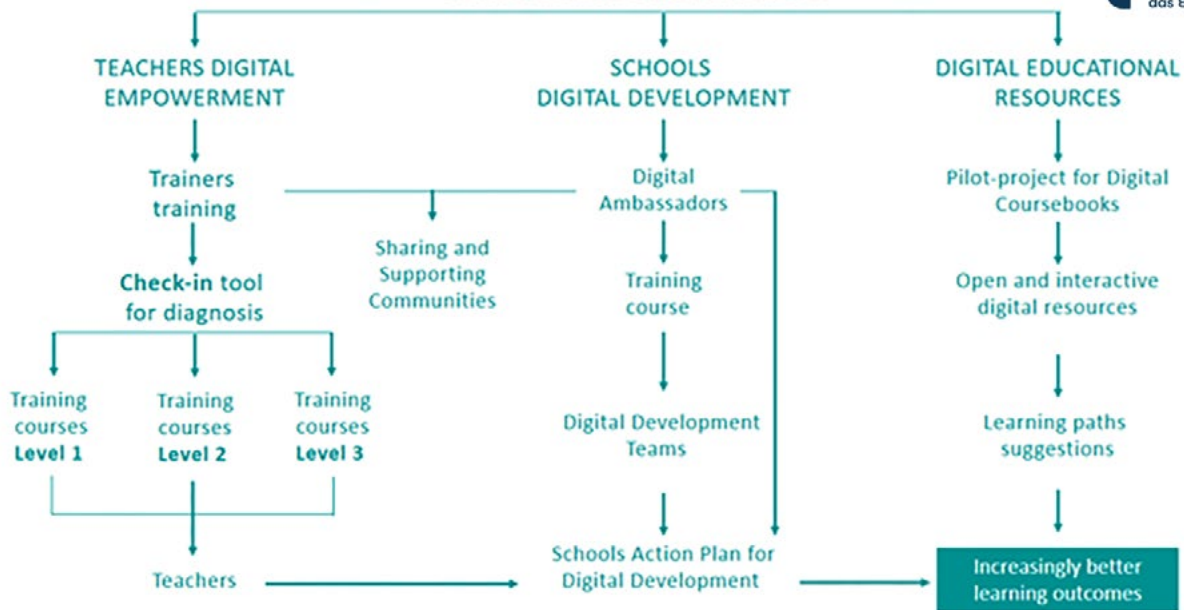 TEACHERS DIGITAL
EMPOWERMENT
SCHOOLS
DIGITAL DEVELOPMENT
DIGITAL EDUCATIONAL
RESOURCES
Trainers
training
Digital
Ambassadors
Pilot-project for Digital
Coursebooks
Sharing and
Supporting
Communities
Check-in tool
for diagnosis
Training
course
Open and interactive
digital resources
Training
courses
Level 1
Training
courses
Level 2
Training
courses
Level 3
Digital Development
Teams
Learning paths
suggestions
Teachers
Schools Action Plan for
Digital Development
Increasingly better
learning outcomes